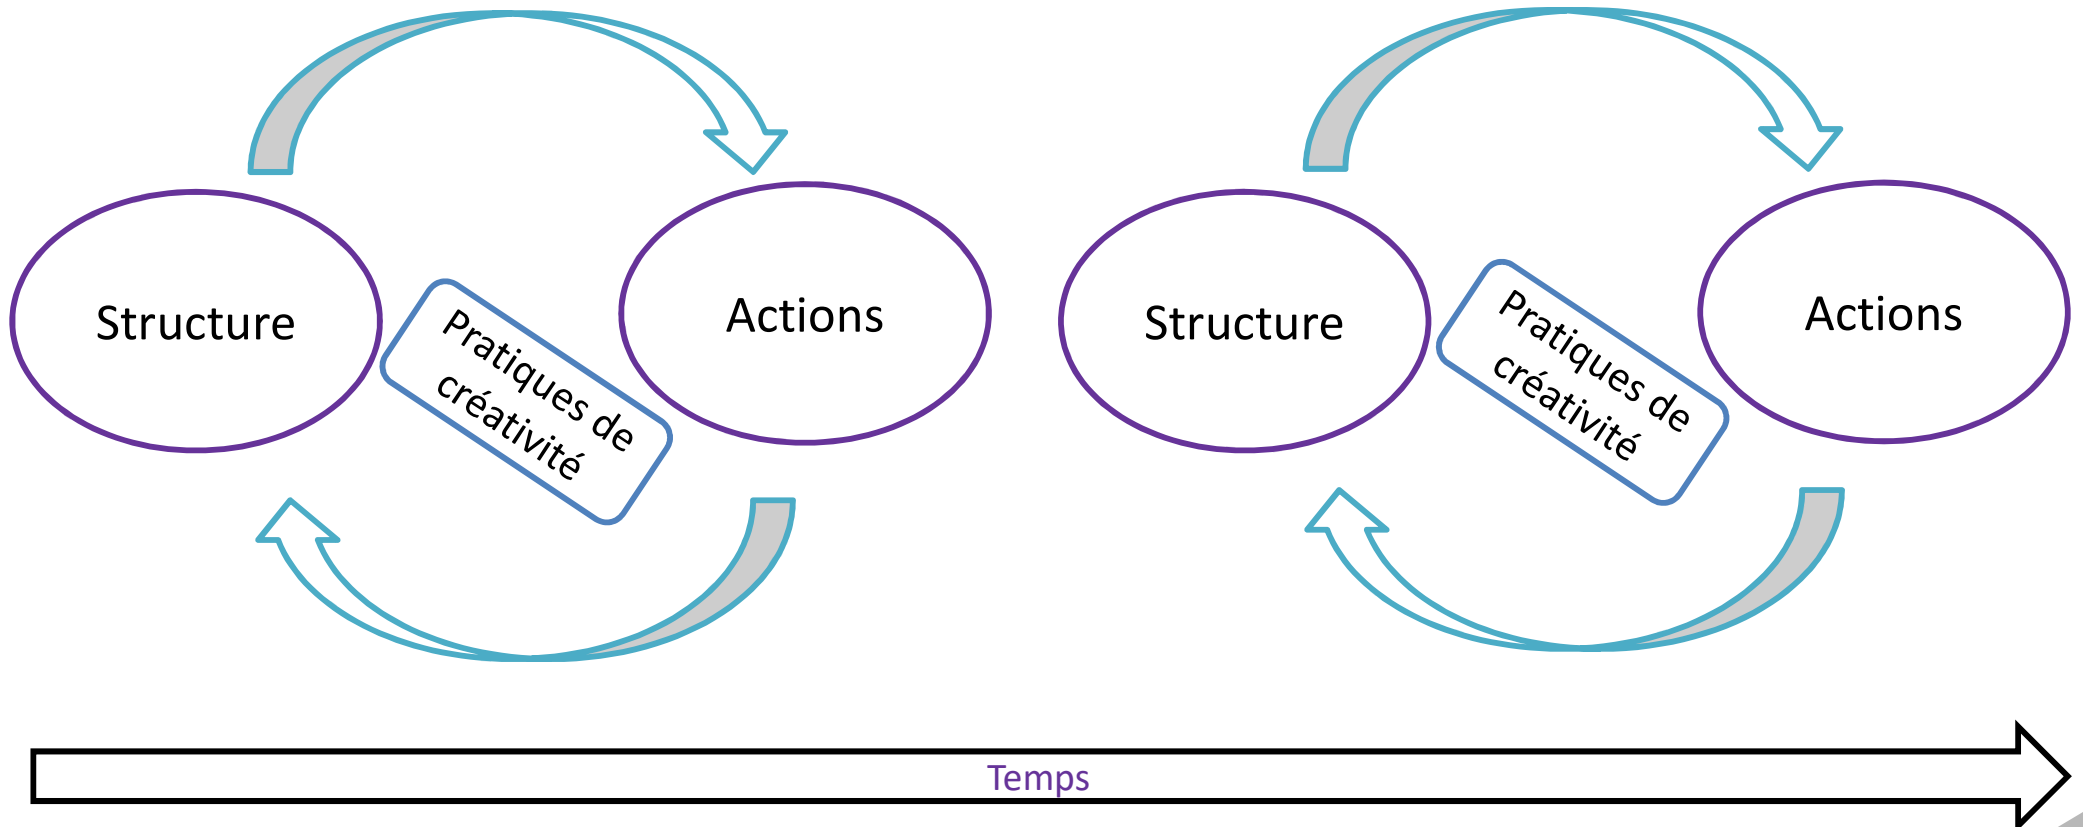 Structure
Pratiques de
créativité
Actions
Structure
Pratiques de
créativité
Actions
Temps